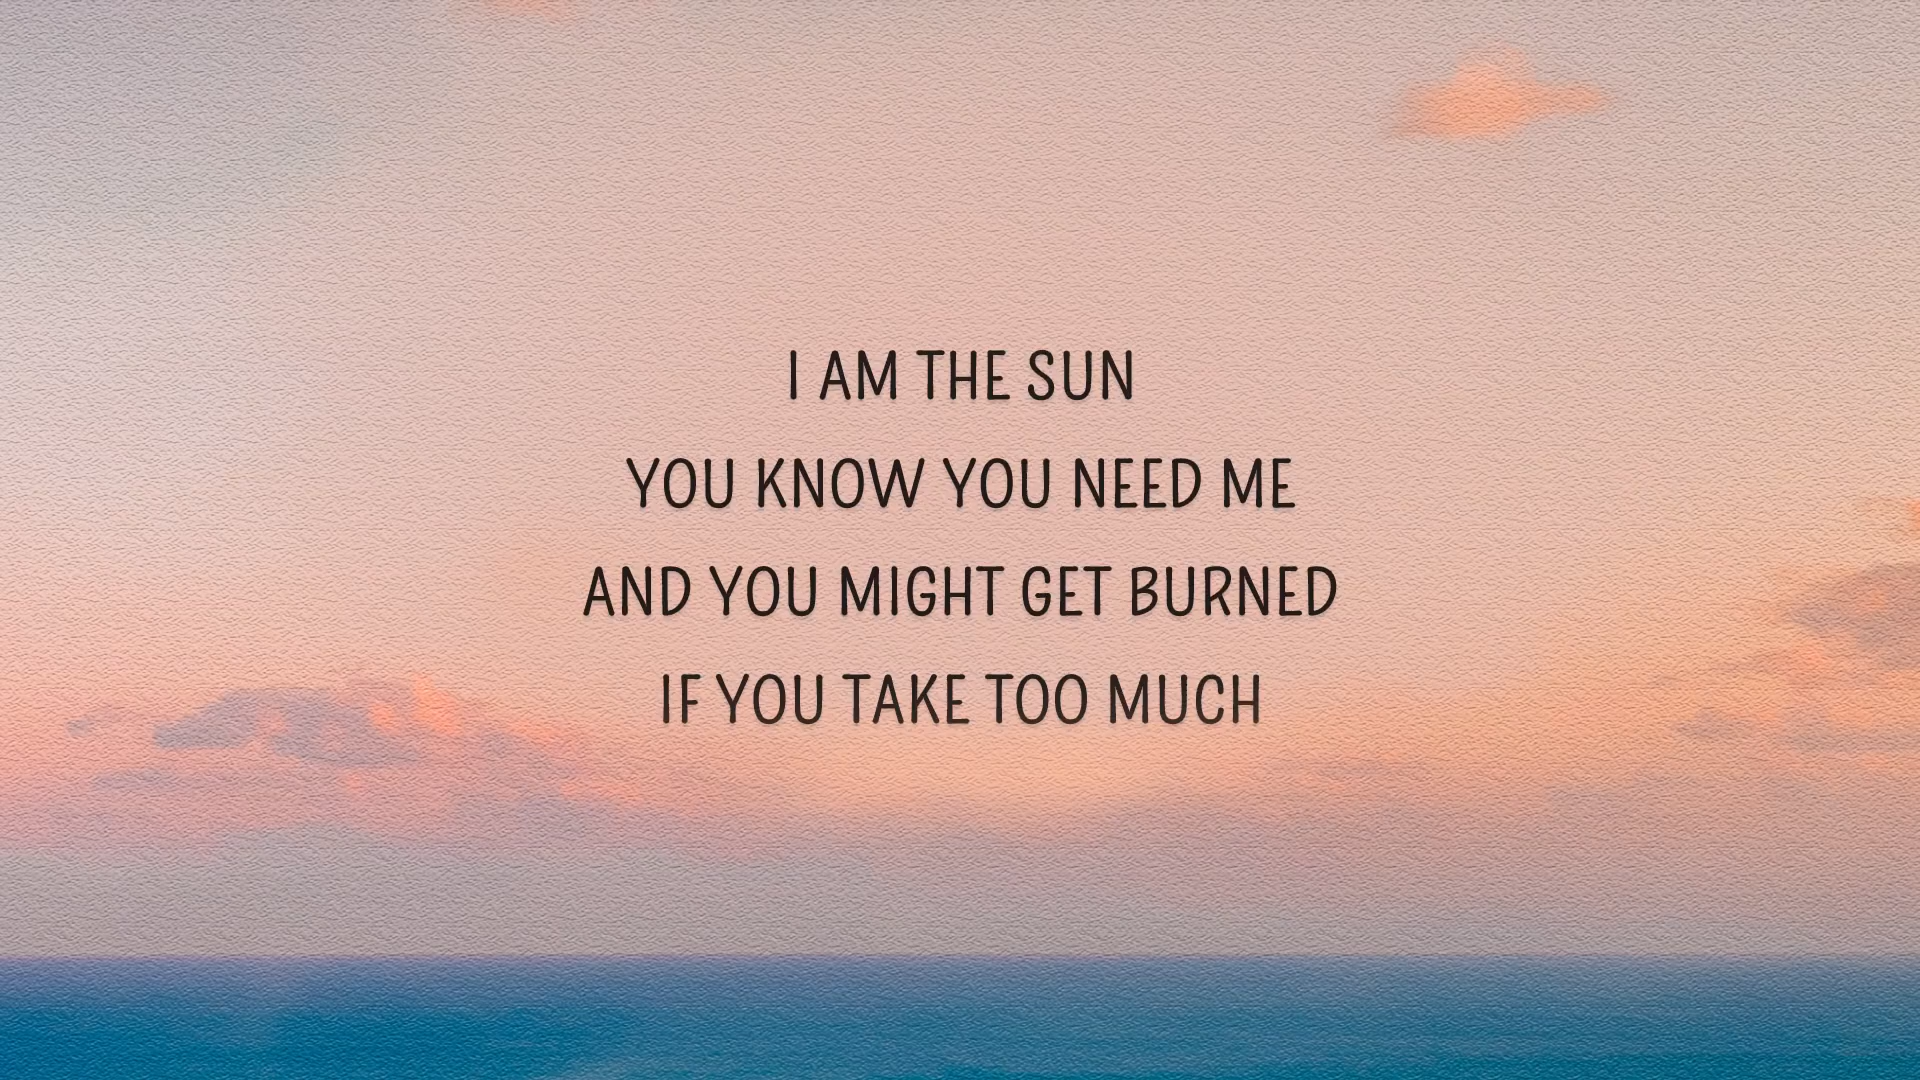 I AM THE SUN
YOU KNOW YOU NEED ME
AND YOU MIGHT GET BURNED
IF YOU TAKE TOO MUCH